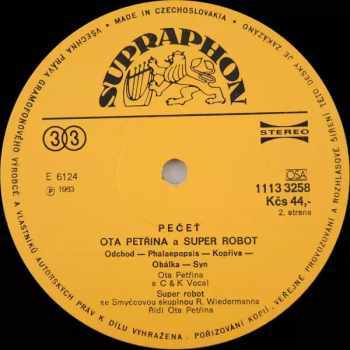 MADE IN CZECHOSLOVAKIA • VŠECHNA PRÁVA GRAMOFONOVÉHO VÝROBCE A VLASTNÍKŮ AUTORSKÝCH PRÁV K DÍLU VYHRAŽENA. POŘIZOVÁNÍ KOPIÍ, VEŘEJNÉ PROVOZOVÁNÍ A ROZHLASOVÉ ŠÍŘENÍ TÉTO DESKY JE ZAKÁZÁNO •
SUPRAPHON
33
STEREO
E 6124
℗ 1983
OSA
1113 3258
Kčs 44,-
2. strana
PEČEŤ
OTA PETŘINA a SUPER ROBOT
Odchod — Phalaepopsis — Kopřiva —
Obálka — Syn
Ota Petřina
a C & K Vocal
Super robot
se Smyčcovou skupinou R. Wiedermanna
Řídí Ota Petřina